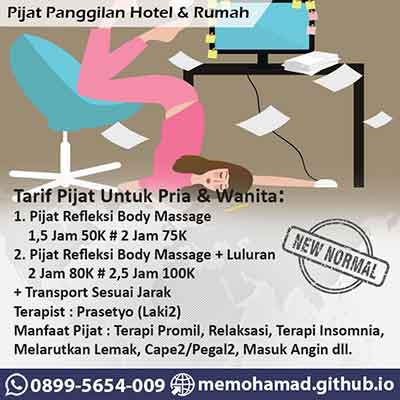 Pijat Panggilan Hotel & Rumah
Tarif Pijat Untuk Pria & Wanita:
1. Pijat Refleksi Body Massage
1,5 Jam 50K # 2 Jam 75K
2. Pijat Refleksi Body Massage + Luluran
2 Jam 80K # 2,5 Jam 100K
+ Transport Sesuai Jarak
Terapist : Prasetyo (Laki2)
Manfaat Pijat : Terapi Promil, Relaksasi, Terapi Insomnia,
Melarutkan Lemak, Cape2/Pegal2, Masuk Angin dll.
NEW NORMAL
0899-5654-009 memohamad.github.io